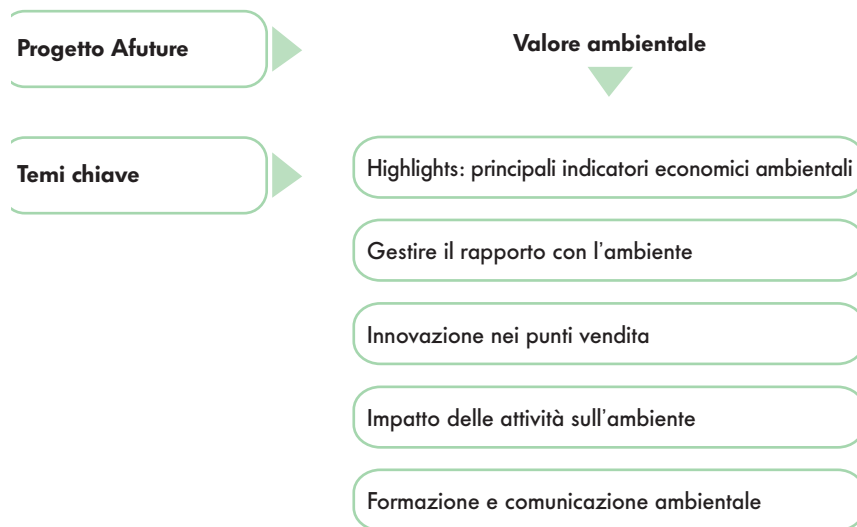 Progetto Afuture
Valore ambientale
Temi chiave
Highlights: principali indicatori economici ambientali
Gestire il rapporto con l'ambiente
Innovazione nei punti vendita
Impatto delle attività sull'ambiente
Formazione e comunicazione ambientale